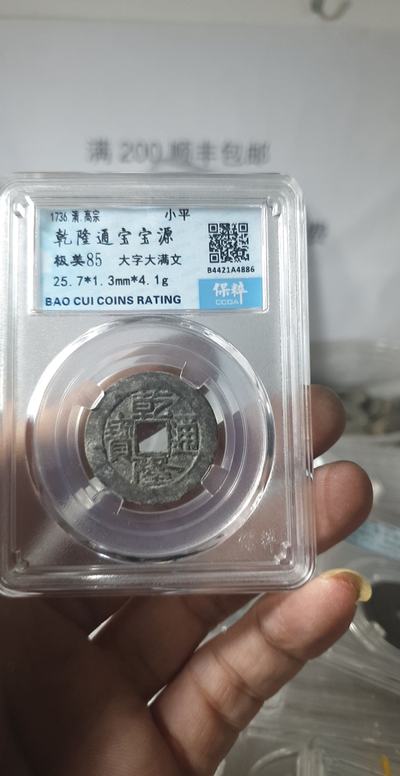 满 200 顺丰包邮
1736 清 高宗 小平
乾隆通宝宝源
极美85 大字大满文
B4421A4886
25.7*1.3mm*4.1g
保粹
CCGA
BAO CUI COINS RATING
乾隆通寶